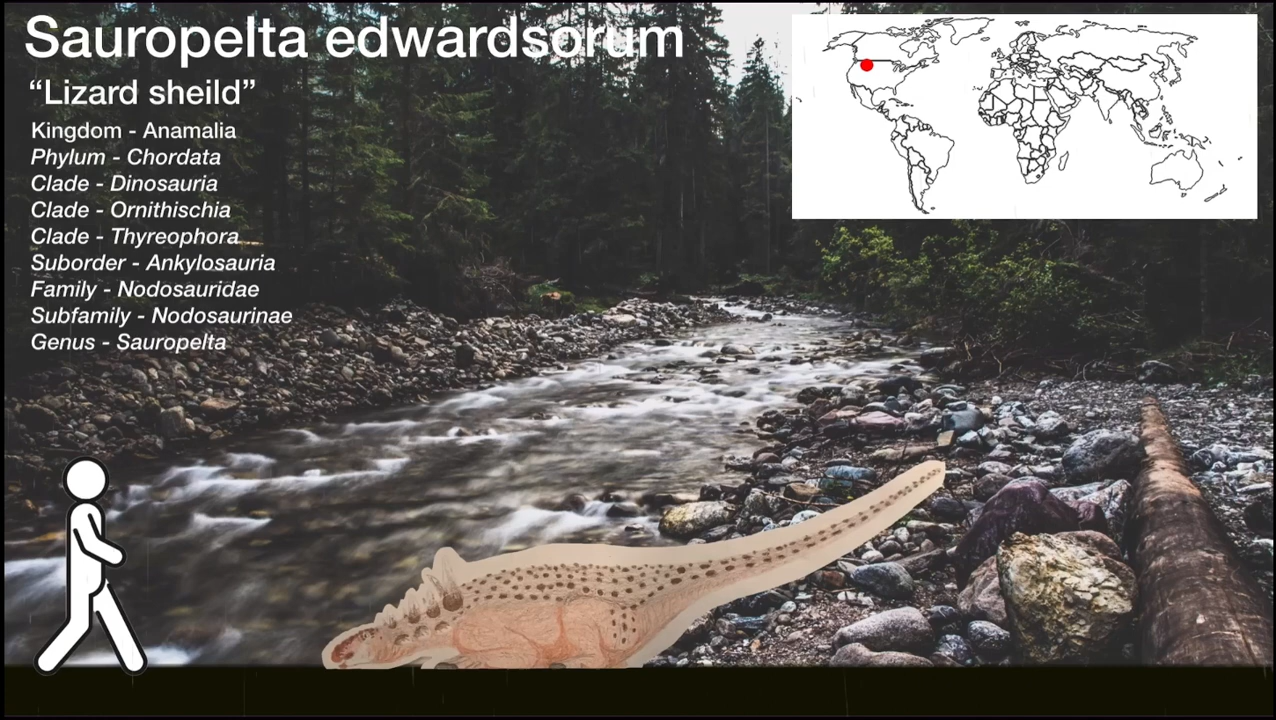 Sauropelta edwardsorum
“Lizard sheild”
Kingdom - Anamalia
Phylum - Chordata
Clade - Dinosauria
Clade - Ornithischia
Clade - Thyreophora
Suborder - Ankylosauria
Family - Nodosauridae
Subfamily - Nodosaurinae
Genus - Sauropelta